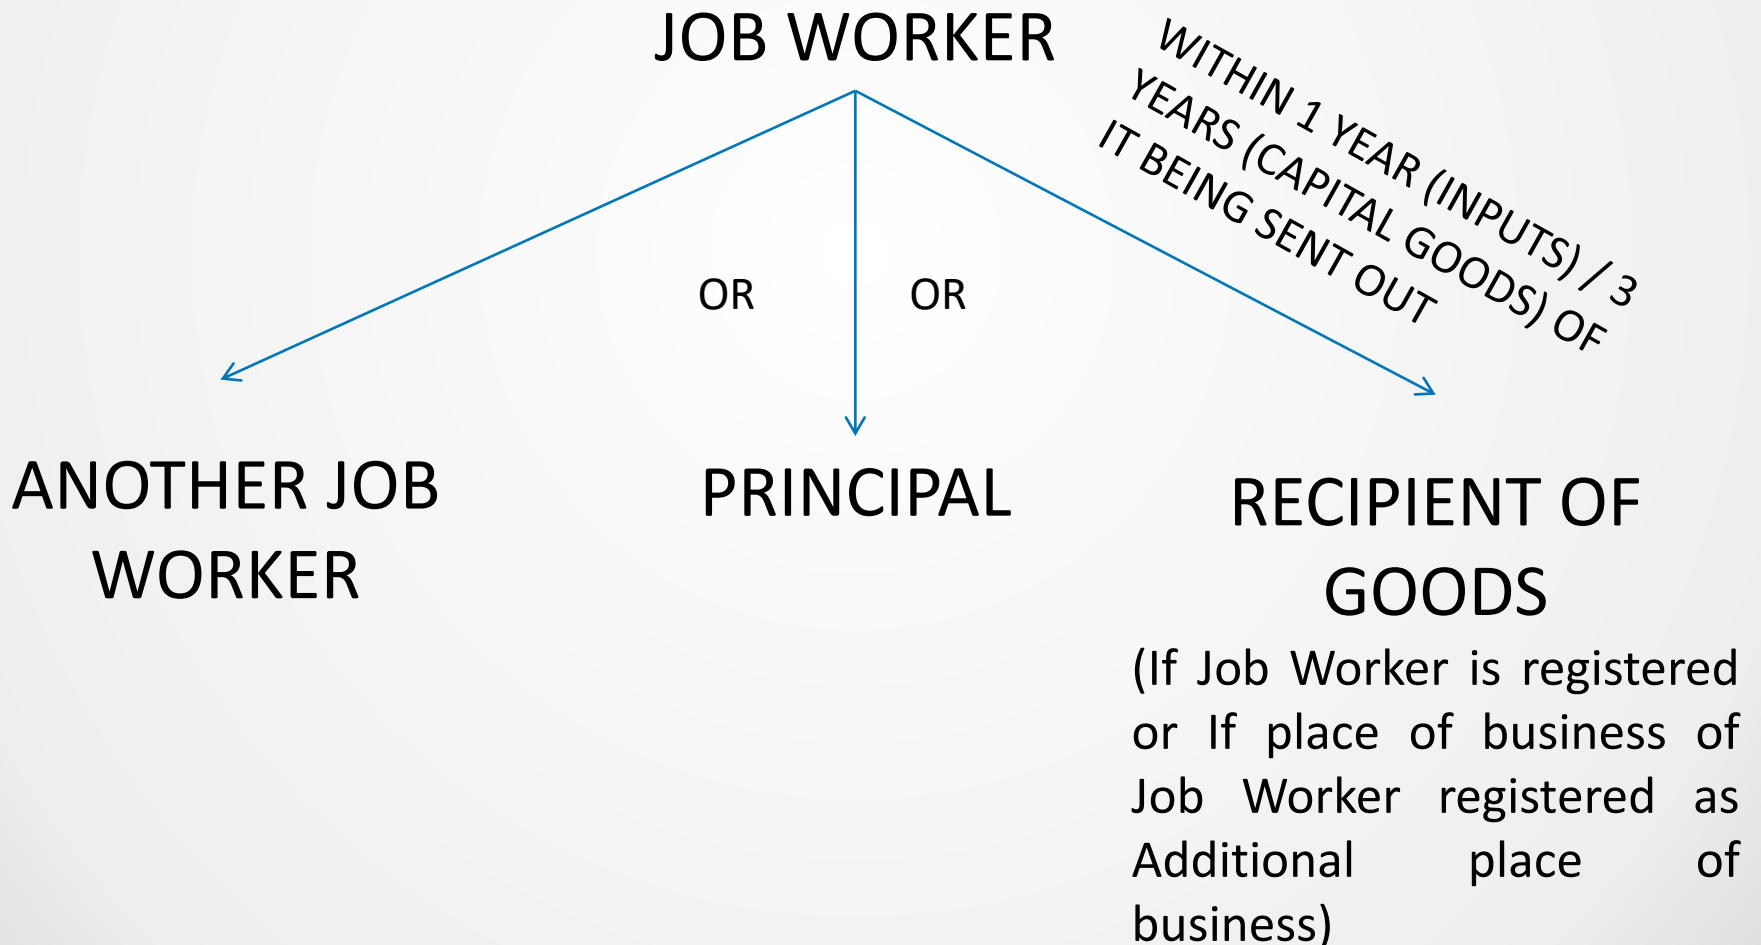 JOB WORKER
WITHIN 1 YEAR (INPUTS) / 3
YEARS (CAPITAL GOODS) OF
IT BEING SENT OUT
OR
OR
ANOTHER JOB
WORKER
PRINCIPAL
RECIPIENT OF
GOODS
(If Job Worker is registered
or If place of business of
Job Worker registered as
Additional place of
business)